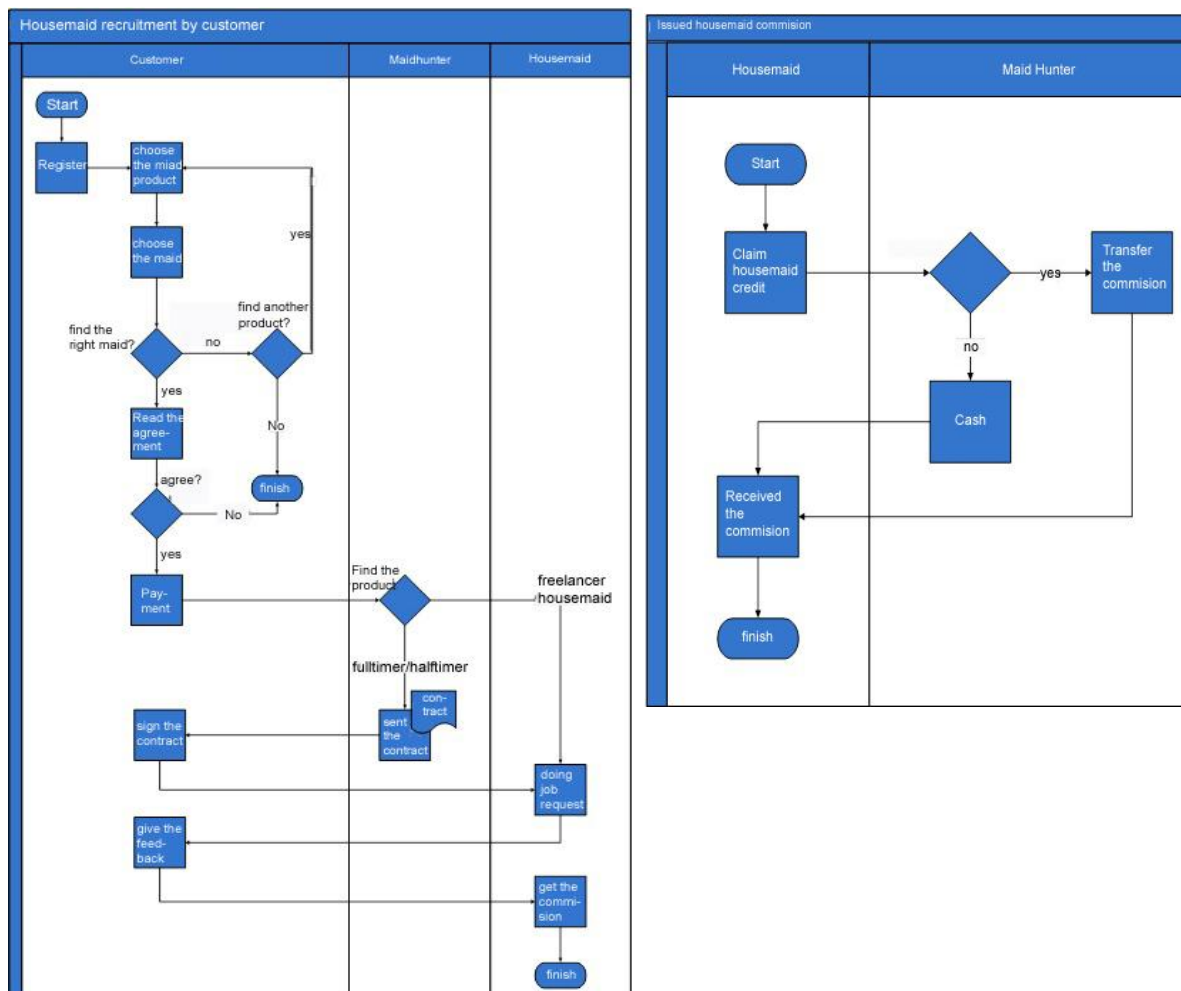 Housemaid recruitment by customer
Customer
Maidhunter
Housemaid
Start
Register
choose
the miad
product
choose
the maid
yes
find another
product?
find the
right maid?
no
yes
Read the
agree-
ment
No
agree?
finish
No
yes
Pay-
ment
Find the
product
freelancer
housemaid
fulltimer/halftimer
con-
tract
sent
the
contract
sign the
contract
doing
job
request
give the
feed-
back
get the
commi-
sion
finish
Issued housemaid commision
Housemaid
Maid Hunter
Start
Claim
housemaid
credit
yes
Transfer
the
commision
no
Cash
Received
the
commision
finish